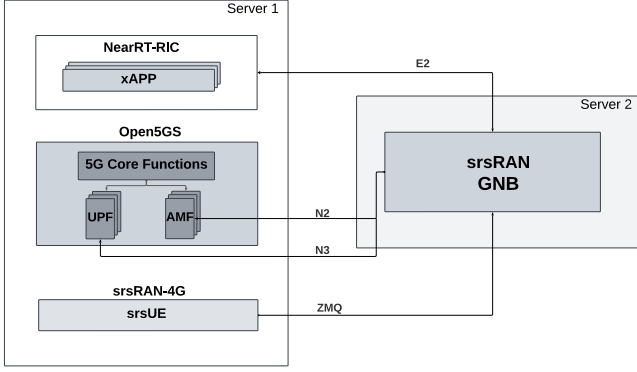 Server 1
NearRT-RIC
xAPP
E2
Server 2
Open5GS
5G Core Functions
UPF
AMF
srsRAN
GNB
N2
N3
srsRAN-4G
srsUE
ZMQ